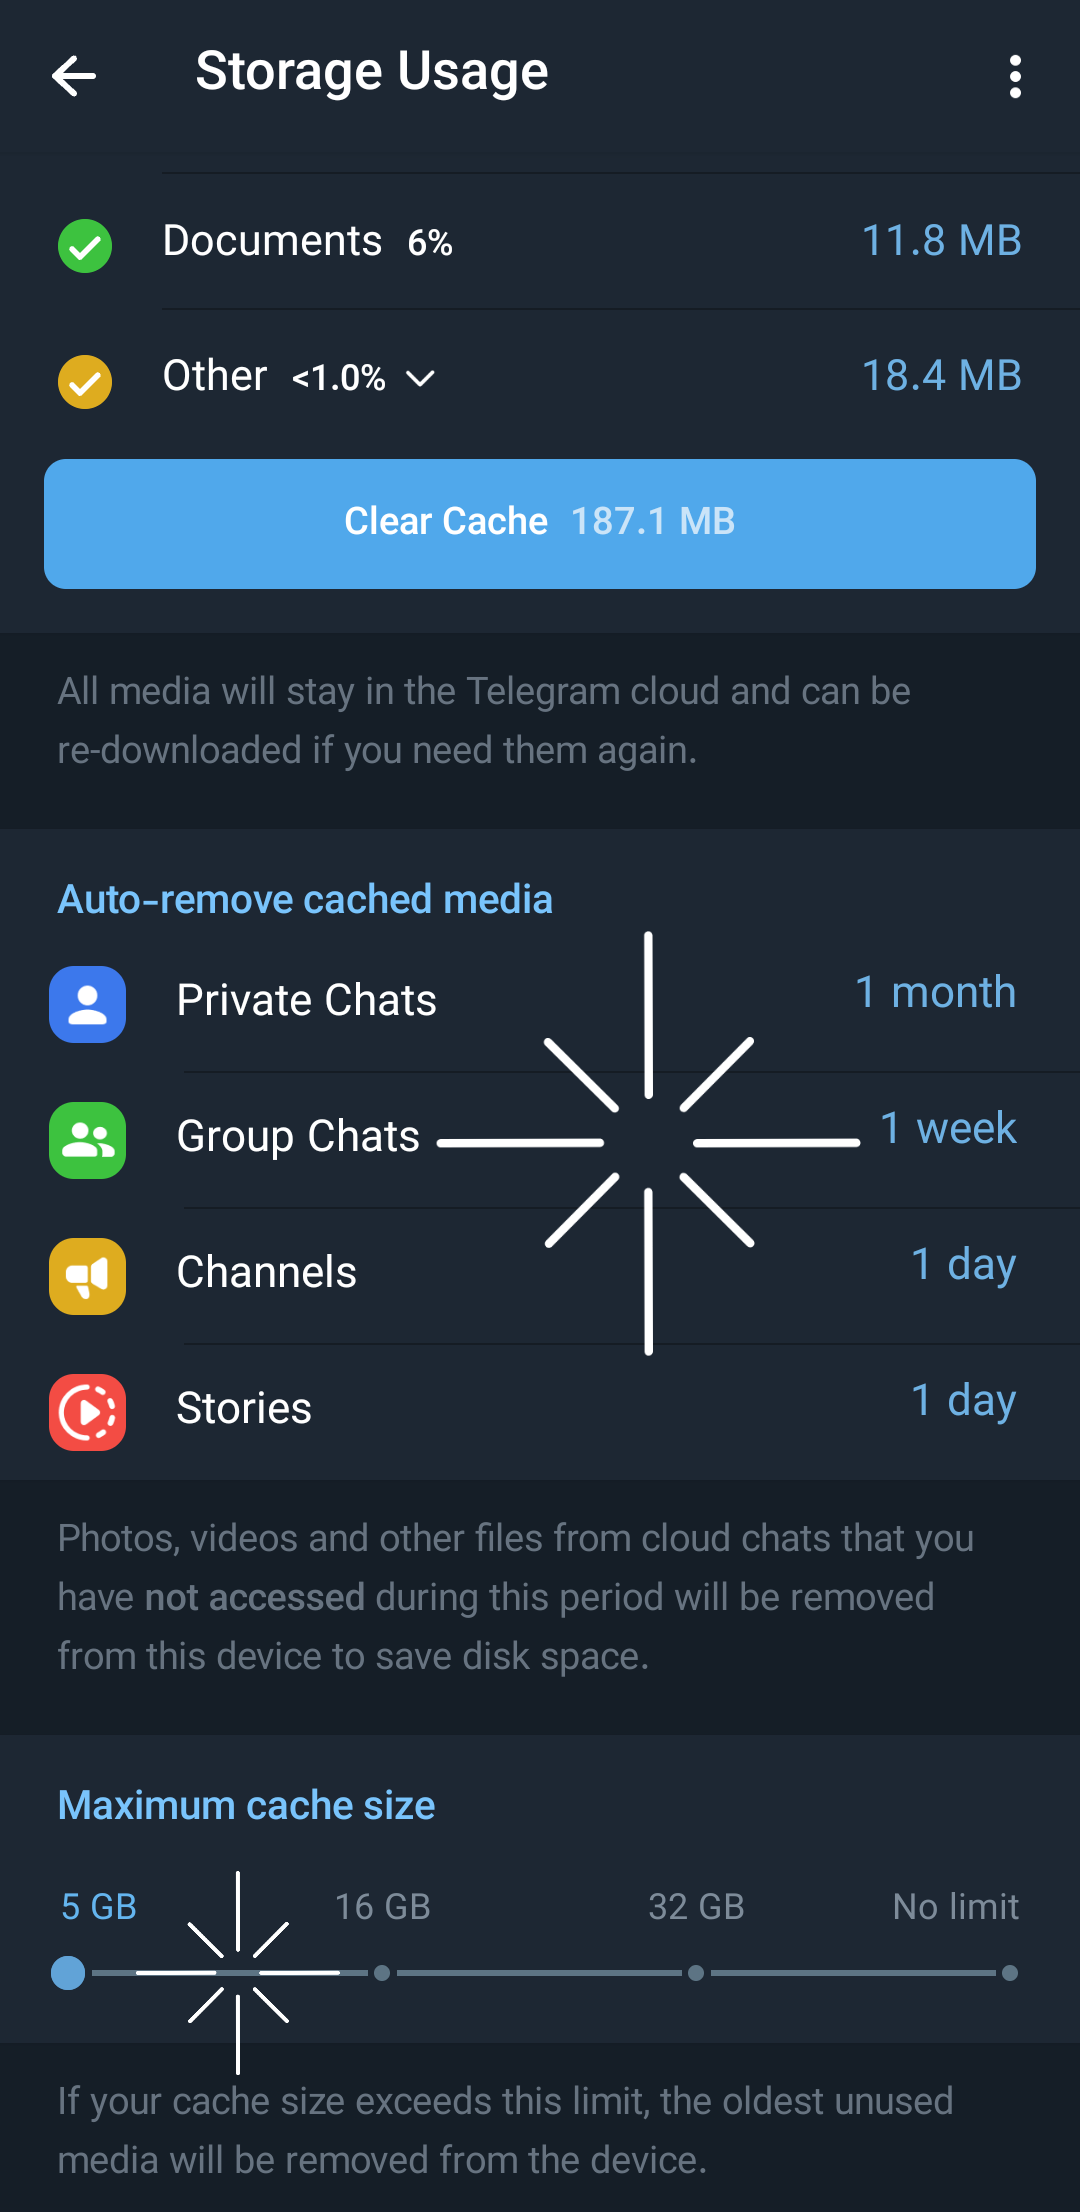 Storage Usage
Documents 6% 11.8 MB
Other <1.0% 18.4 MB
Clear Cache 187.1 MB
All media will stay in the Telegram cloud and can be
re-downloaded if you need them again.
Auto-remove cached media
Private Chats 1 month
Group Chats 1 week
Channels 1 day
Stories 1 day
Photos, videos and other files from cloud chats that you
have not accessed during this period will be removed
from this device to save disk space.
Maximum cache size
5 GB 16 GB 32 GB No limit
If your cache size exceeds this limit, the oldest unused
media will be removed from the device.